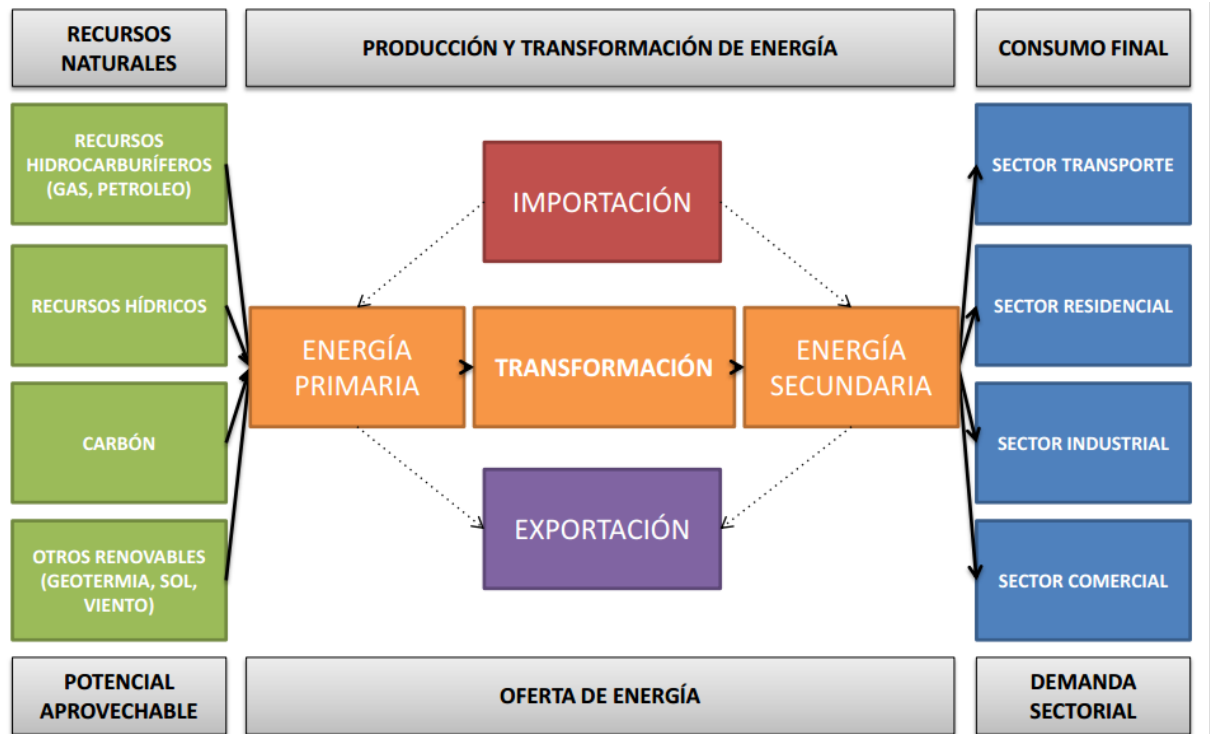 RECURSOS
NATURALES
PRODUCCIÓN Y TRANSFORMACIÓN DE ENERGÍA
CONSUMO FINAL
RECURSOS
HIDROCARBURÍFEROS
(GAS, PETROLEO)
RECURSOS HÍDRICOS
CARBÓN
OTROS RENOVABLES
(GEOTERMIA, SOL,
VIENTO)
IMPORTACIÓN
ENERGÍA
PRIMARIA
TRANSFORMACIÓN
ENERGÍA
SECUNDARIA
EXPORTACIÓN
SECTOR TRANSPORTE
SECTOR RESIDENCIAL
SECTOR INDUSTRIAL
SECTOR COMERCIAL
POTENCIAL
APROVECHABLE
OFERTA DE ENERGÍA
DEMANDA
SECTORIAL